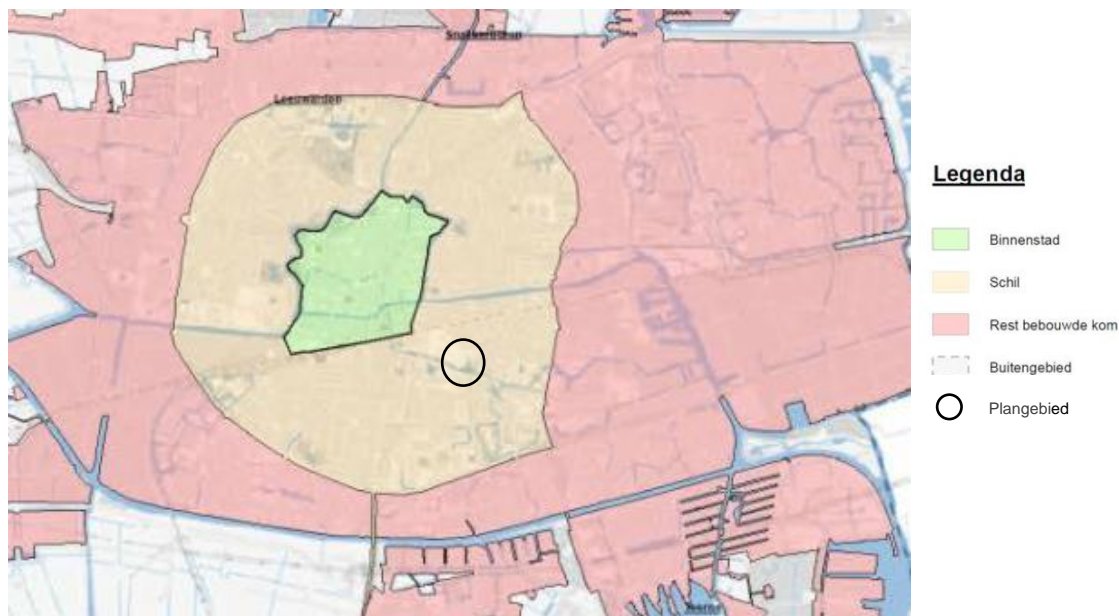 Leeuwarden
Legenda
Binnenstad
Schil
Rest bebouwde kom
Buitengebied
Plangebied